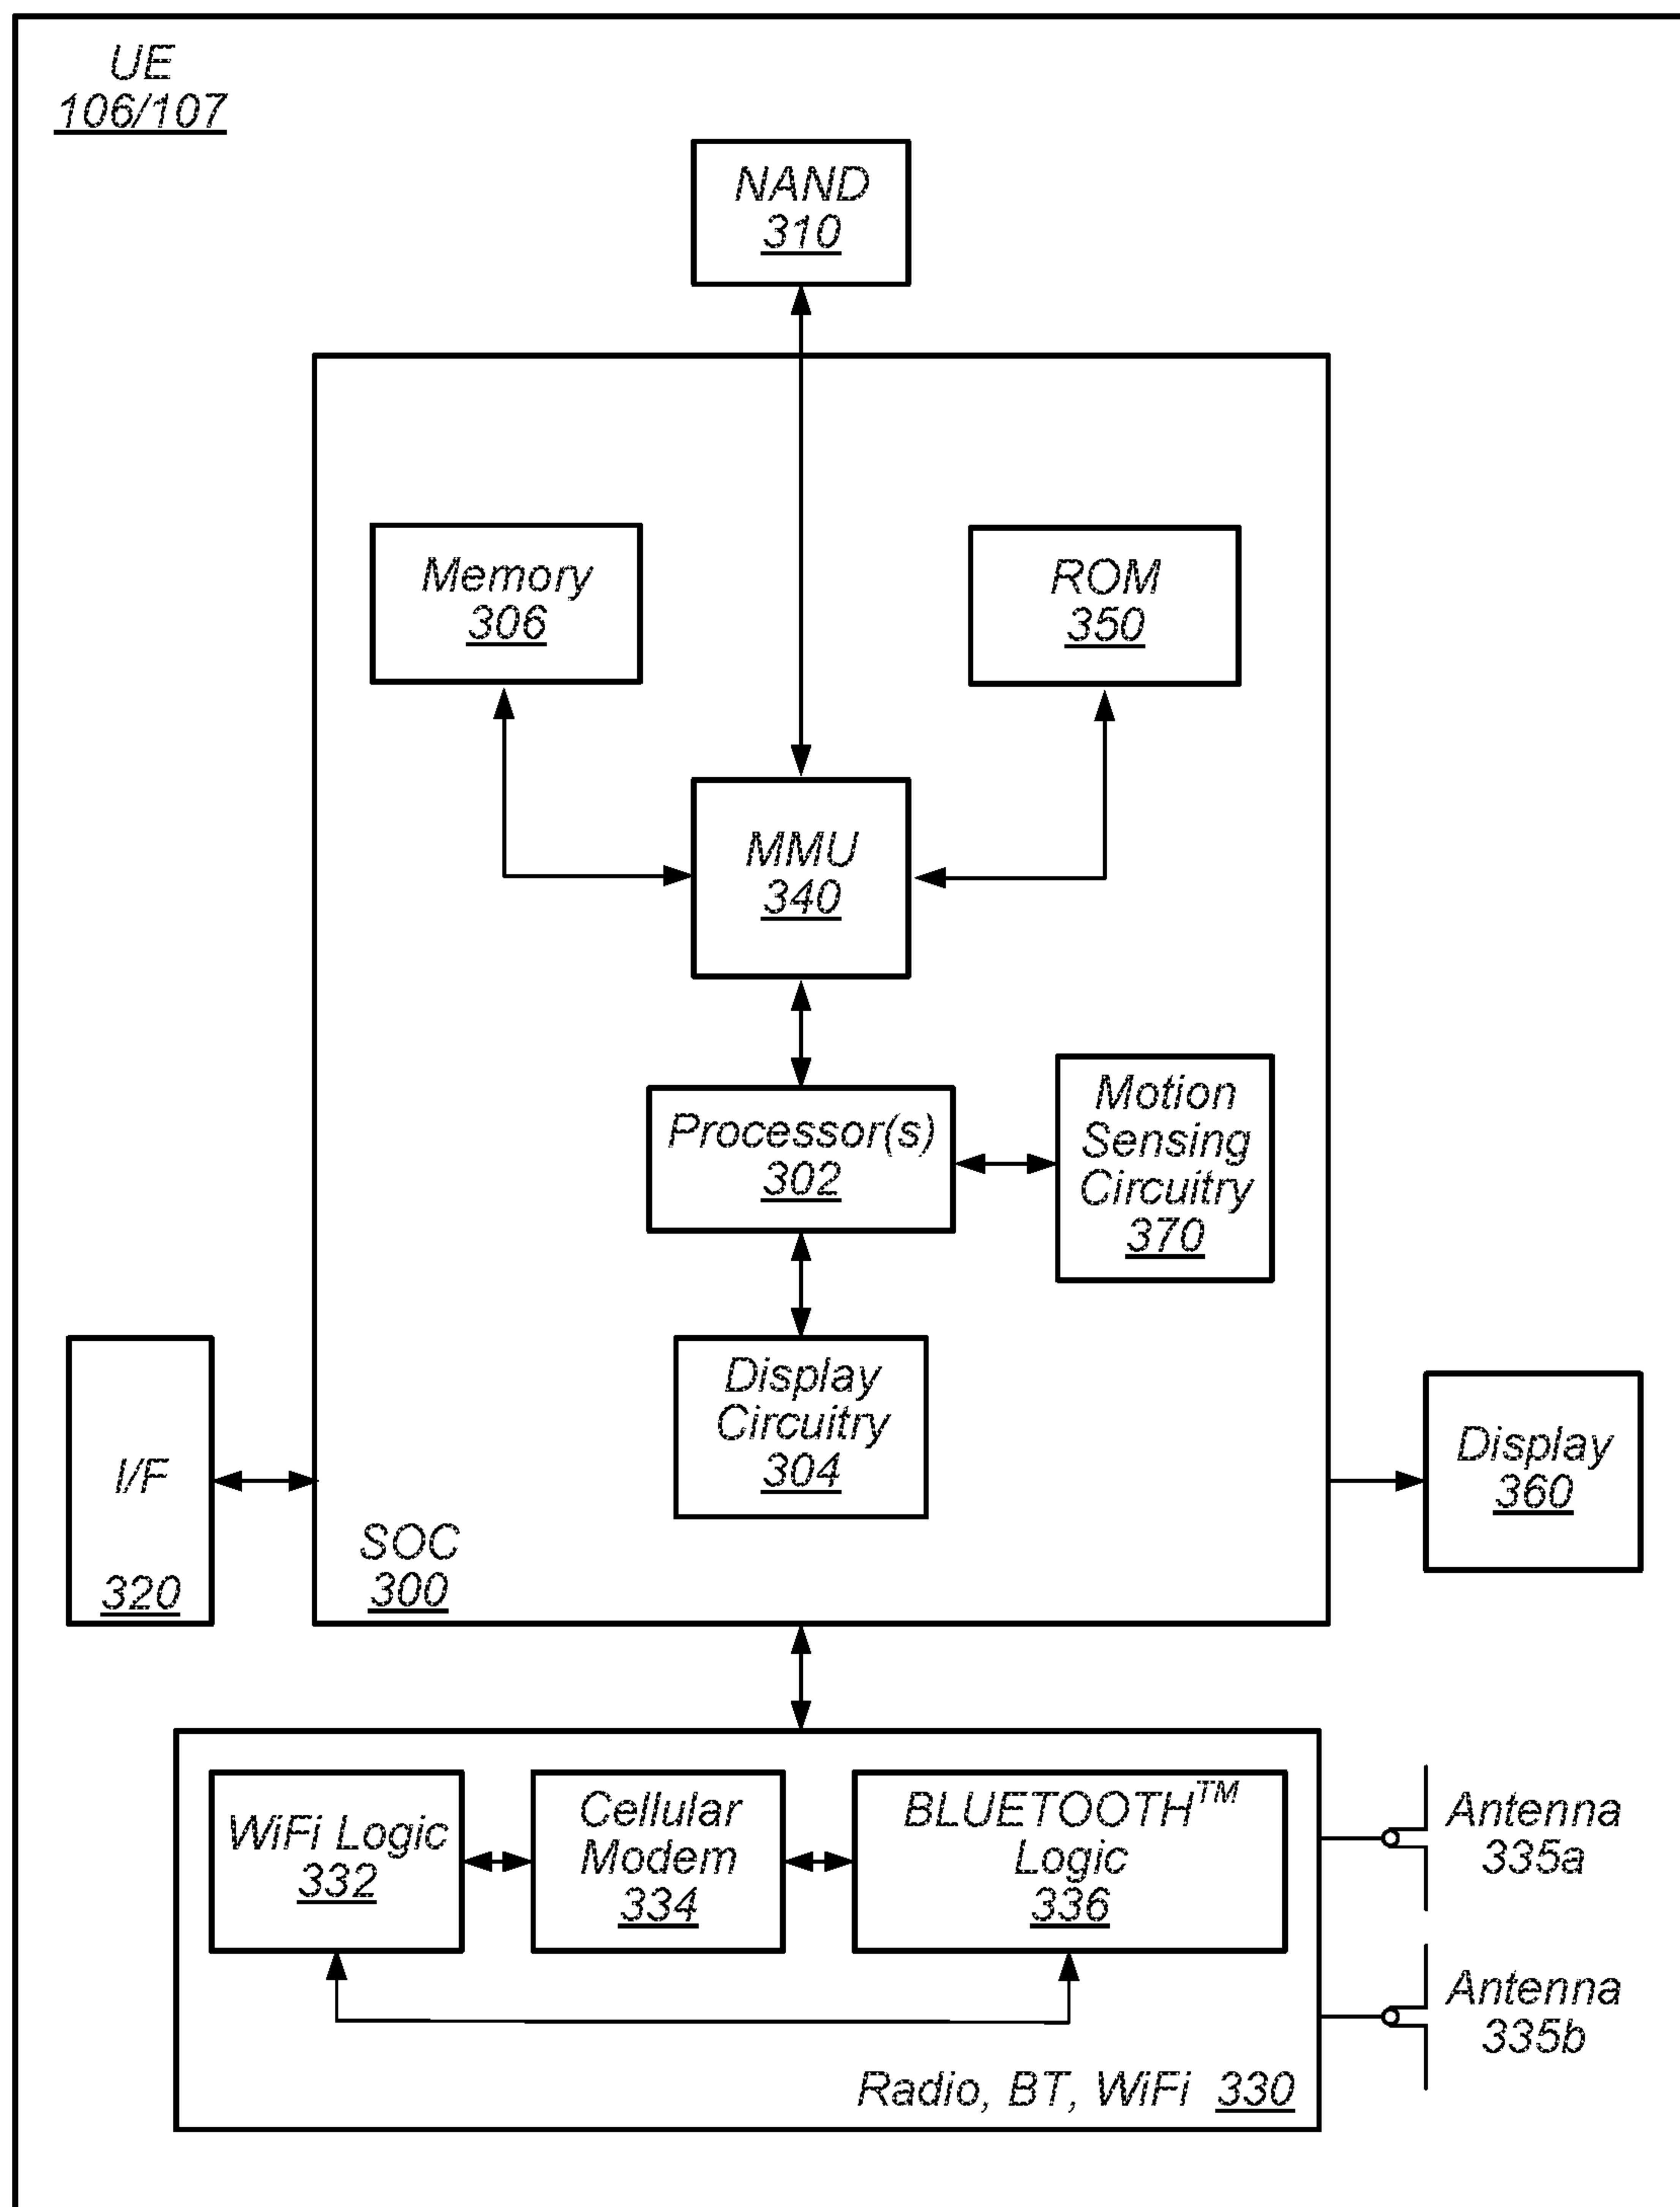 UE
106/107
NAND
310
Memory
306
ROM
350
MMU
340
Processor(s)
302
Motion
Sensing
Circuitry
370
Display
Circuitry
304
I/F
320
SOC
300
Display
360
WiFi Logic
332
Cellular
Modem
334
BLUETOOTH™
Logic
336
Antenna
335a
Antenna
335b
Radio, BT, WiFi 330